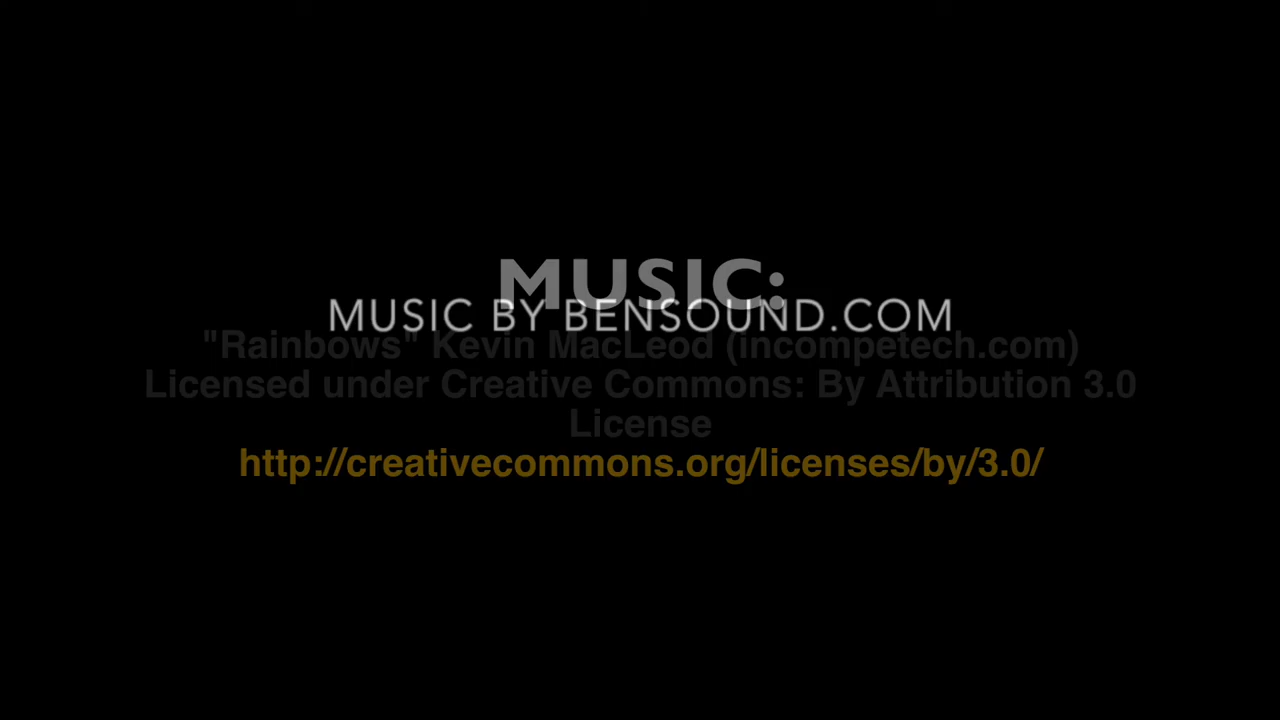 MUSIC:
MUSIC BY BENSOUND.COM
"Rainbows" Kevin MacLeod (incompetech.com)
Licensed under Creative Commons: By Attribution 3.0
License
http://creativecommons.org/licenses/by/3.0/